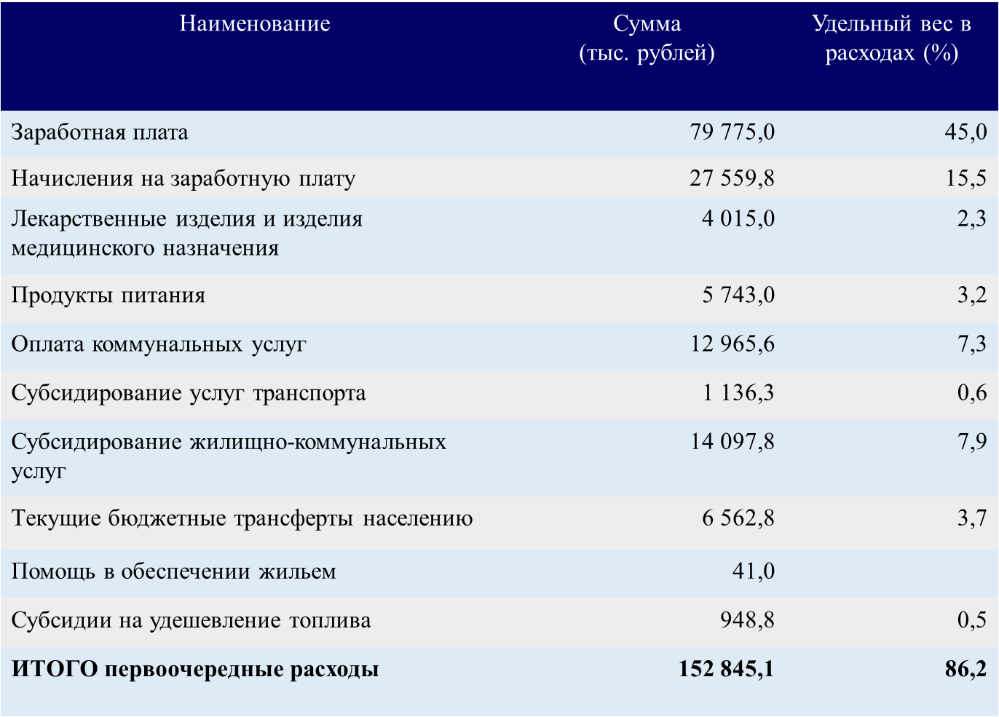 Наименование Сумма Удельный вес в
(тыс. рублей) расходах (%)
Заработная плата 79 775,0 45,0
Начисления на заработную плату 27 559,8 15,5
Лекарственные изделия и изделия 4 015,0 2,3
медицинского назначения
Продукты питания 5 743,0 3,2
Оплата коммунальных услуг 12 965,6 7,3
Субсидирование услуг транспорта 1 136,3 0,6
Субсидирование жилищно-коммунальных 14 097,8 7,9
услуг
Текущие бюджетные трансферты населению 6 562,8 3,7
Помощь в обеспечении жильем 41,0
Субсидии на удешевление топлива 948,8 0,5
ИТОГО первоочередные расходы 152 845,1 86,2